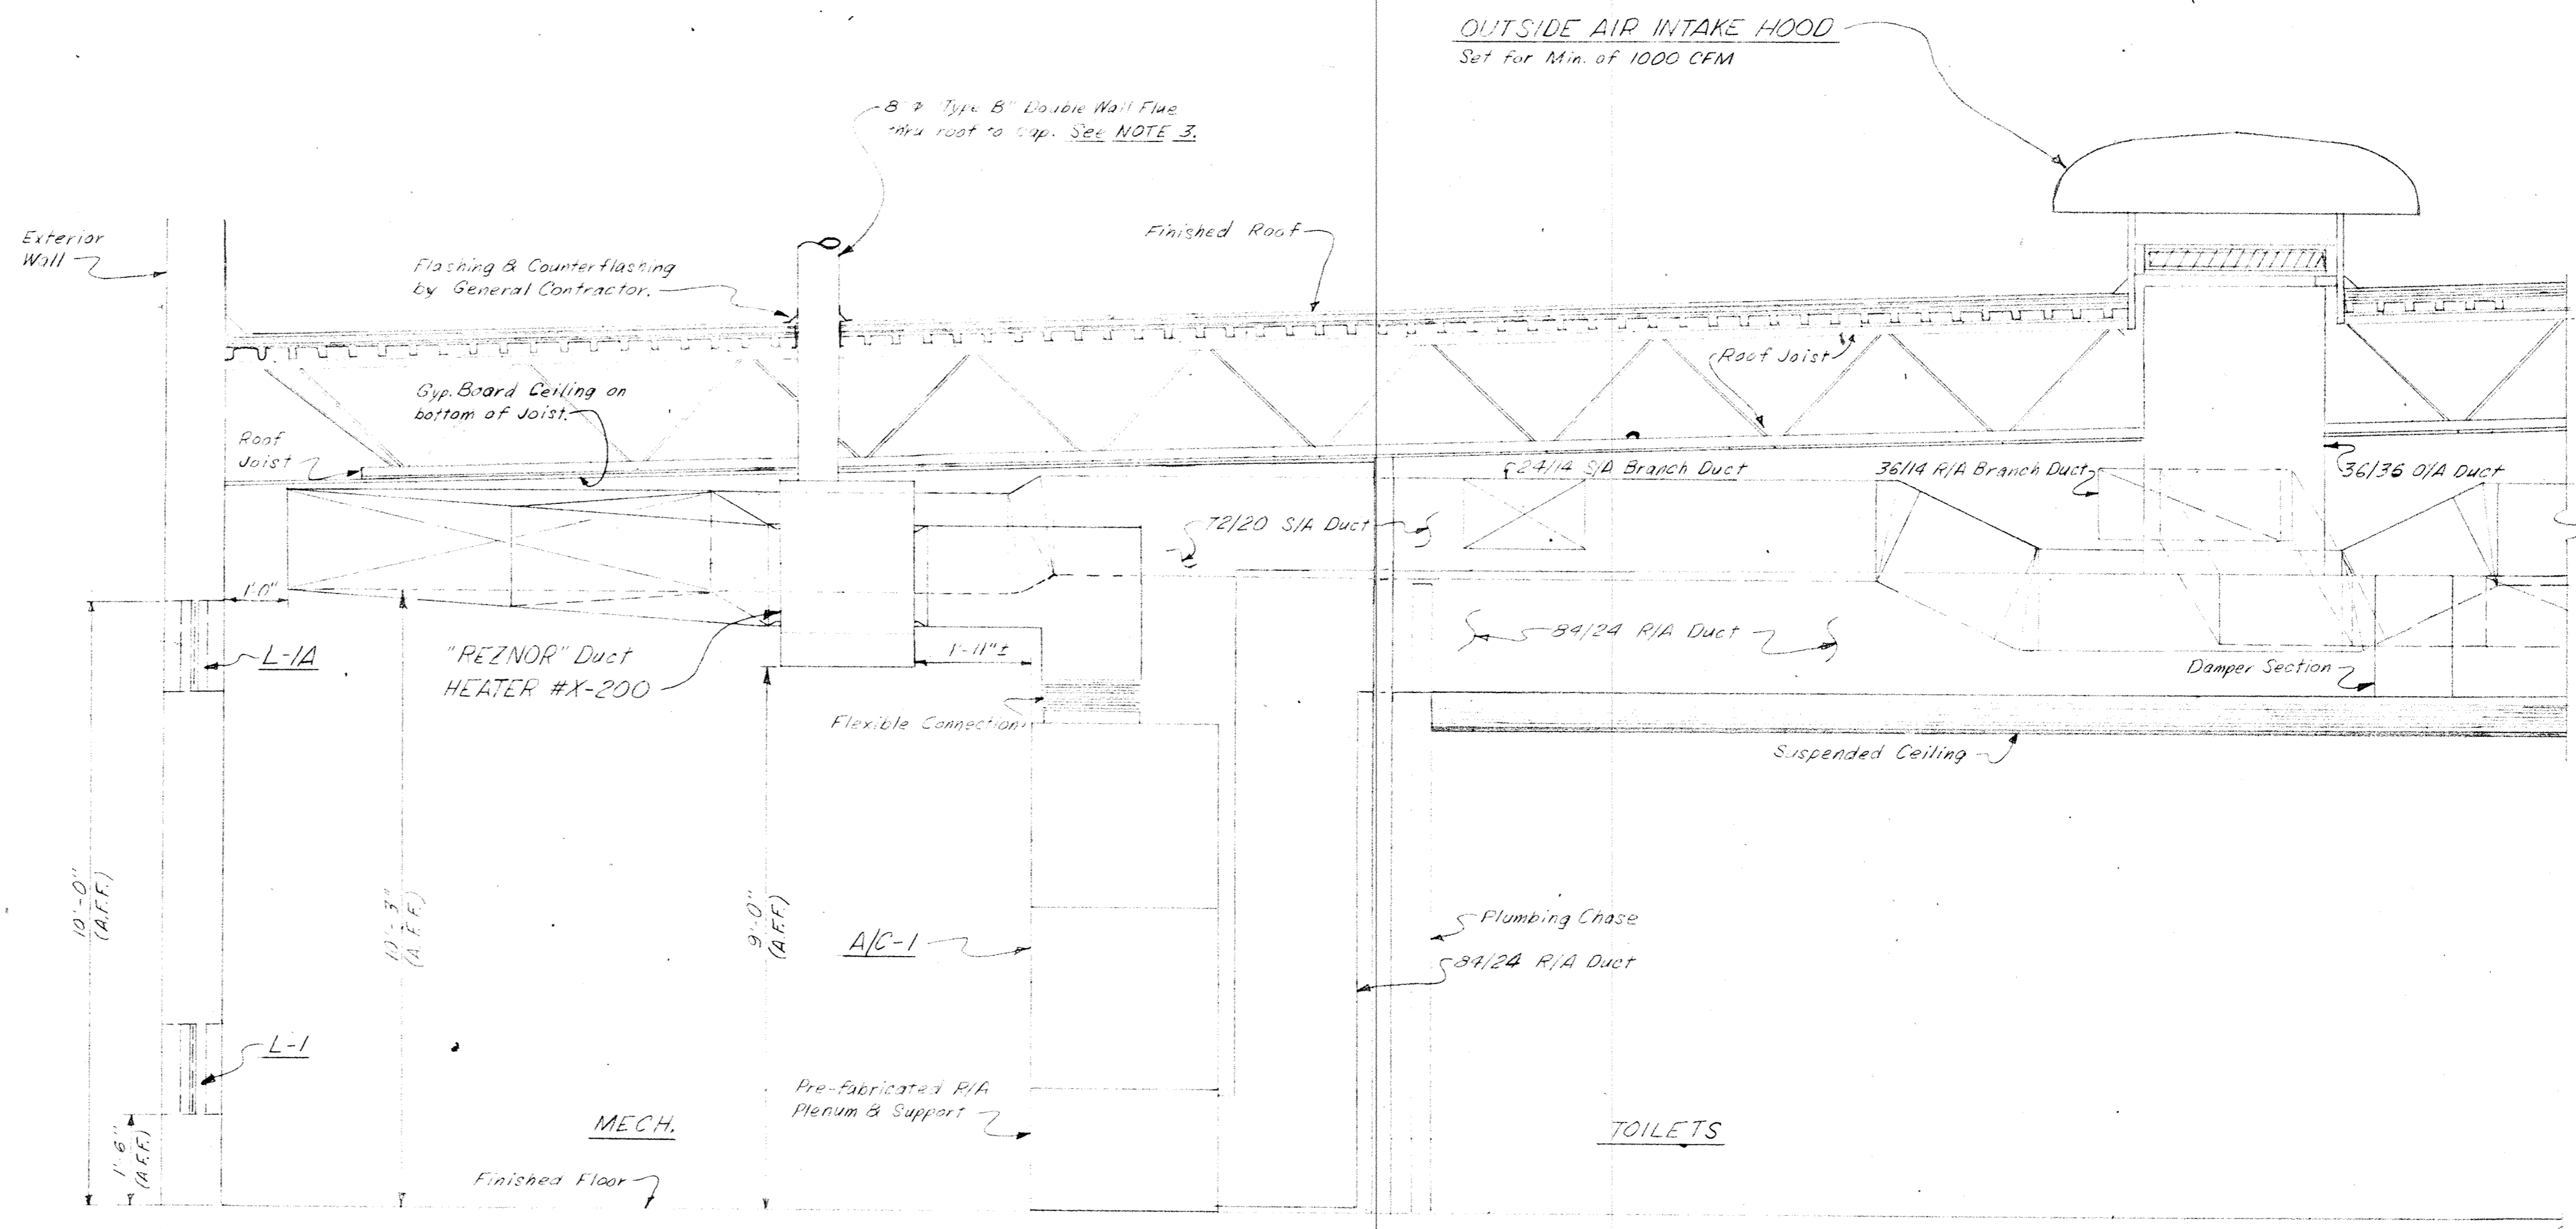 OUTSIDE AIR INTAKE HOOD
Set for Min. of 1000 CFM
8"φ "Type B" Double Wall Flue
thru roof to cap. See NOTE 3.
Exterior
Wall
Finished Roof
Flashing & Counterflashing
by General Contractor.
Roof Joist
Gyp. Board Ceiling on
bottom of Joist.
Roof
Joist
24/14 S/A Branch Duct
36/14 R/A Branch Duct
36/36 O/A Duct
72/20 S/A Duct
1'-0"
84/24 R/A Duct
L-1A
"REZNOR" Duct
HEATER #X-200
1'-11"±
Damper Section
Flexible Connection
Suspended Ceiling
10'-0"
(A.F.F.)
10'-3"
(A.F.F.)
9'-0"
(A.F.F.)
A/C-1
Plumbing Chase
84/24 R/A Duct
L-1
Pre-fabricated R/A
Plenum & Support
MECH.
TOILETS
1'-6"
(A.F.F.)
Finished Floor